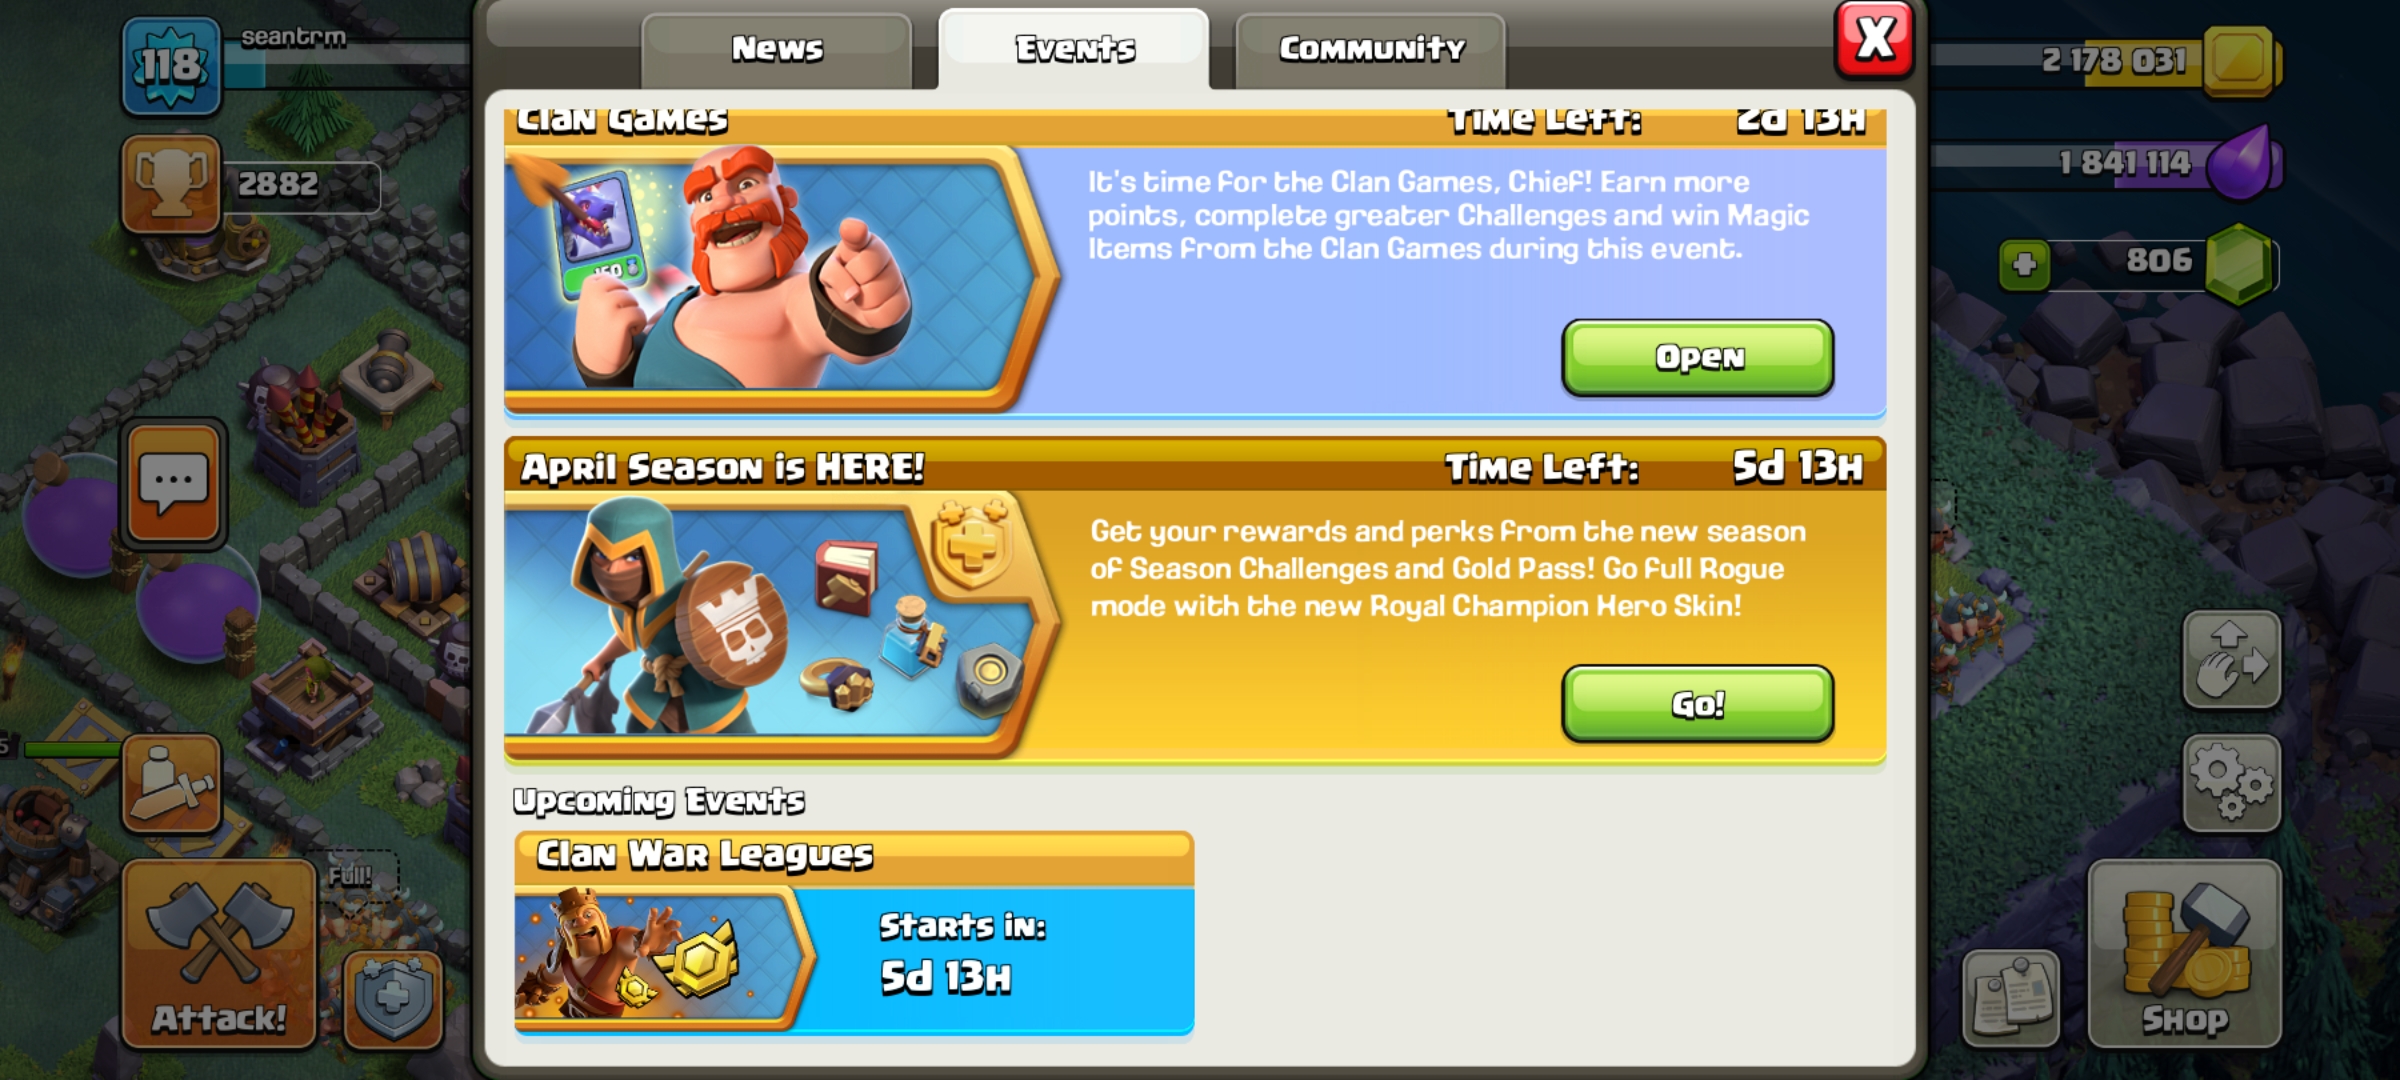 118
seantrm
2882
News
Events
Community
X
2 178 031
1 841 114
806
Clan Games
Time Left:
2d 13H
150
It's time for the Clan Games, Chief! Earn more
points, complete greater Challenges and win Magic
Items from the Clan Games during this event.
Open
April Season is HERE!
Time Left:
5d 13H
Get your rewards and perks from the new season
of Season Challenges and Gold Pass! Go full Rogue
mode with the new Royal Champion Hero Skin!
Go!
Upcoming Events
Clan War Leagues
Starts in:
5d 13H
Full!
Attack!
Shop